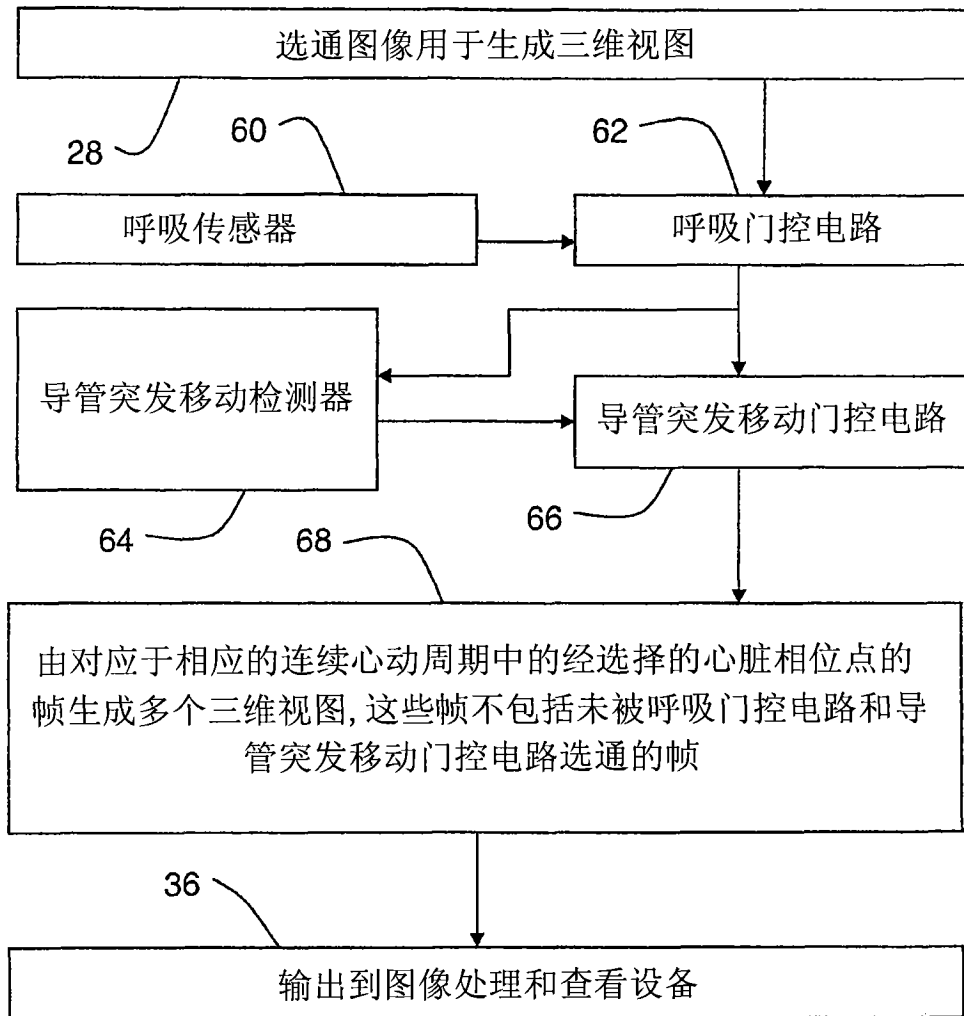 选通图像用于生成三维视图
28
60
62
呼吸传感器
呼吸门控电路
导管突发移动检测器
导管突发移动门控电路
64
68
66
由对应于相应的连续心动周期中的经选择的心脏相位点的
帧生成多个三维视图,这些帧不包括未被呼吸门控电路和导
管突发移动门控电路选通的帧
36
输出到图像处理和查看设备